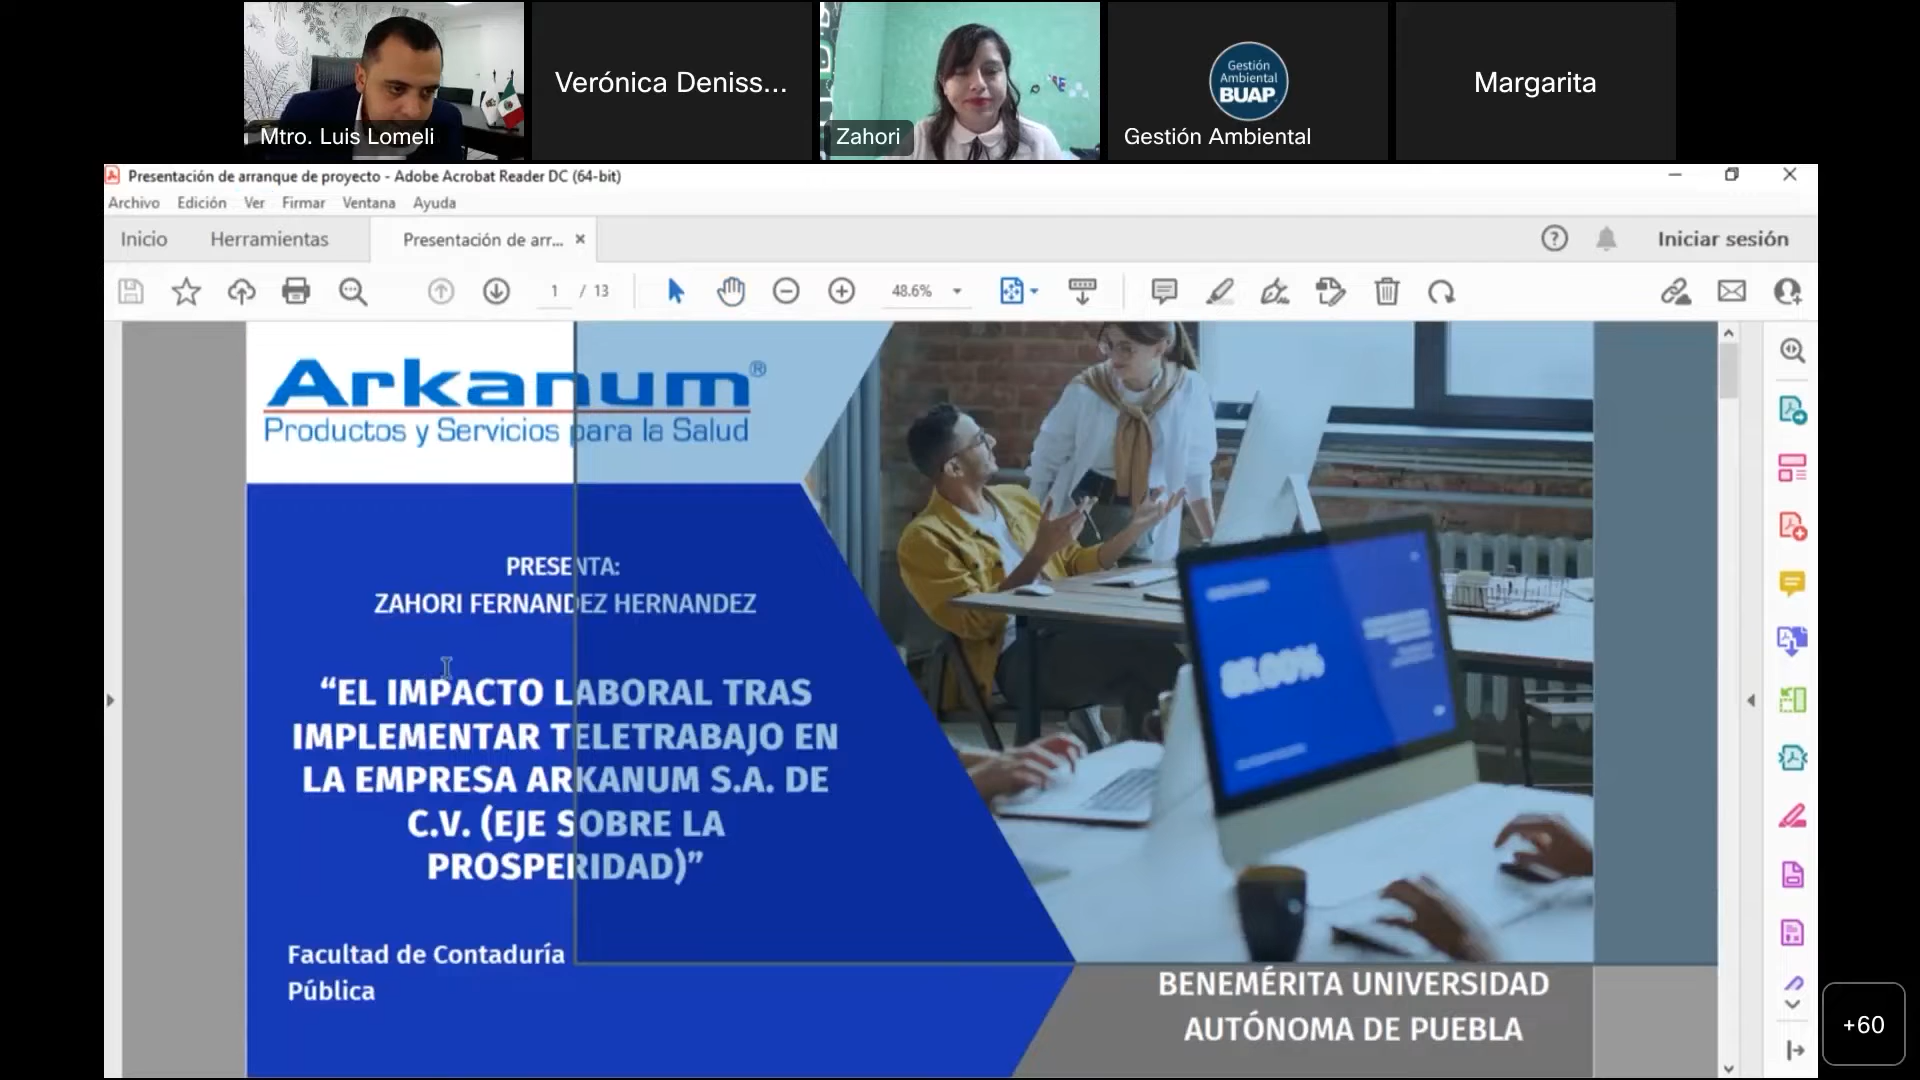 Mtro. Luis Lomeli
Verónica Deniss...
Zahori
Gestión
Ambiental
BUAP
Gestión Ambiental
Margarita
Presentación de arranque de proyecto - Adobe Acrobat Reader DC (64-bit)
Archivo Edición Ver Firmar Ventana Ayuda
Inicio Herramientas Presentación de arr... Iniciar sesión
1 / 13 48.6%
Arkanum®
Productos y Servicios para la Salud
PRESENTA:
ZAHORI FERNANDEZ HERNANDEZ
“EL IMPACTO LABORAL TRAS
IMPLEMENTAR TELETRABAJO EN
LA EMPRESA ARKANUM S.A. DE
C.V. (EJE SOBRE LA
PROSPERIDAD)”
Facultad de Contaduría
Pública
BENEMÉRITA UNIVERSIDAD
AUTÓNOMA DE PUEBLA
+60